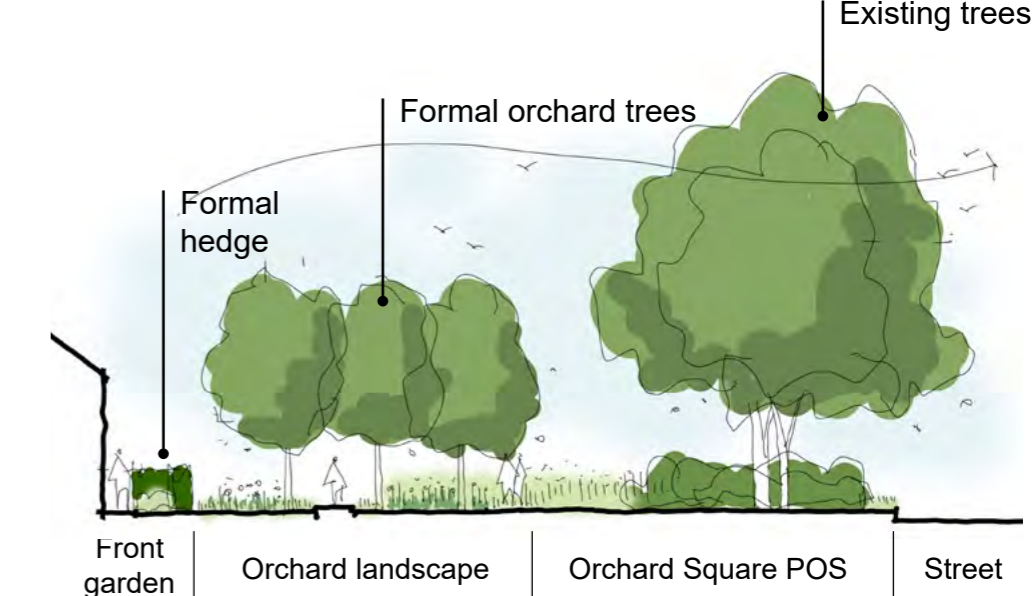 Existing trees
Formal orchard trees
Formal
hedge
Front
garden
Orchard landscape
Orchard Square POS
Street